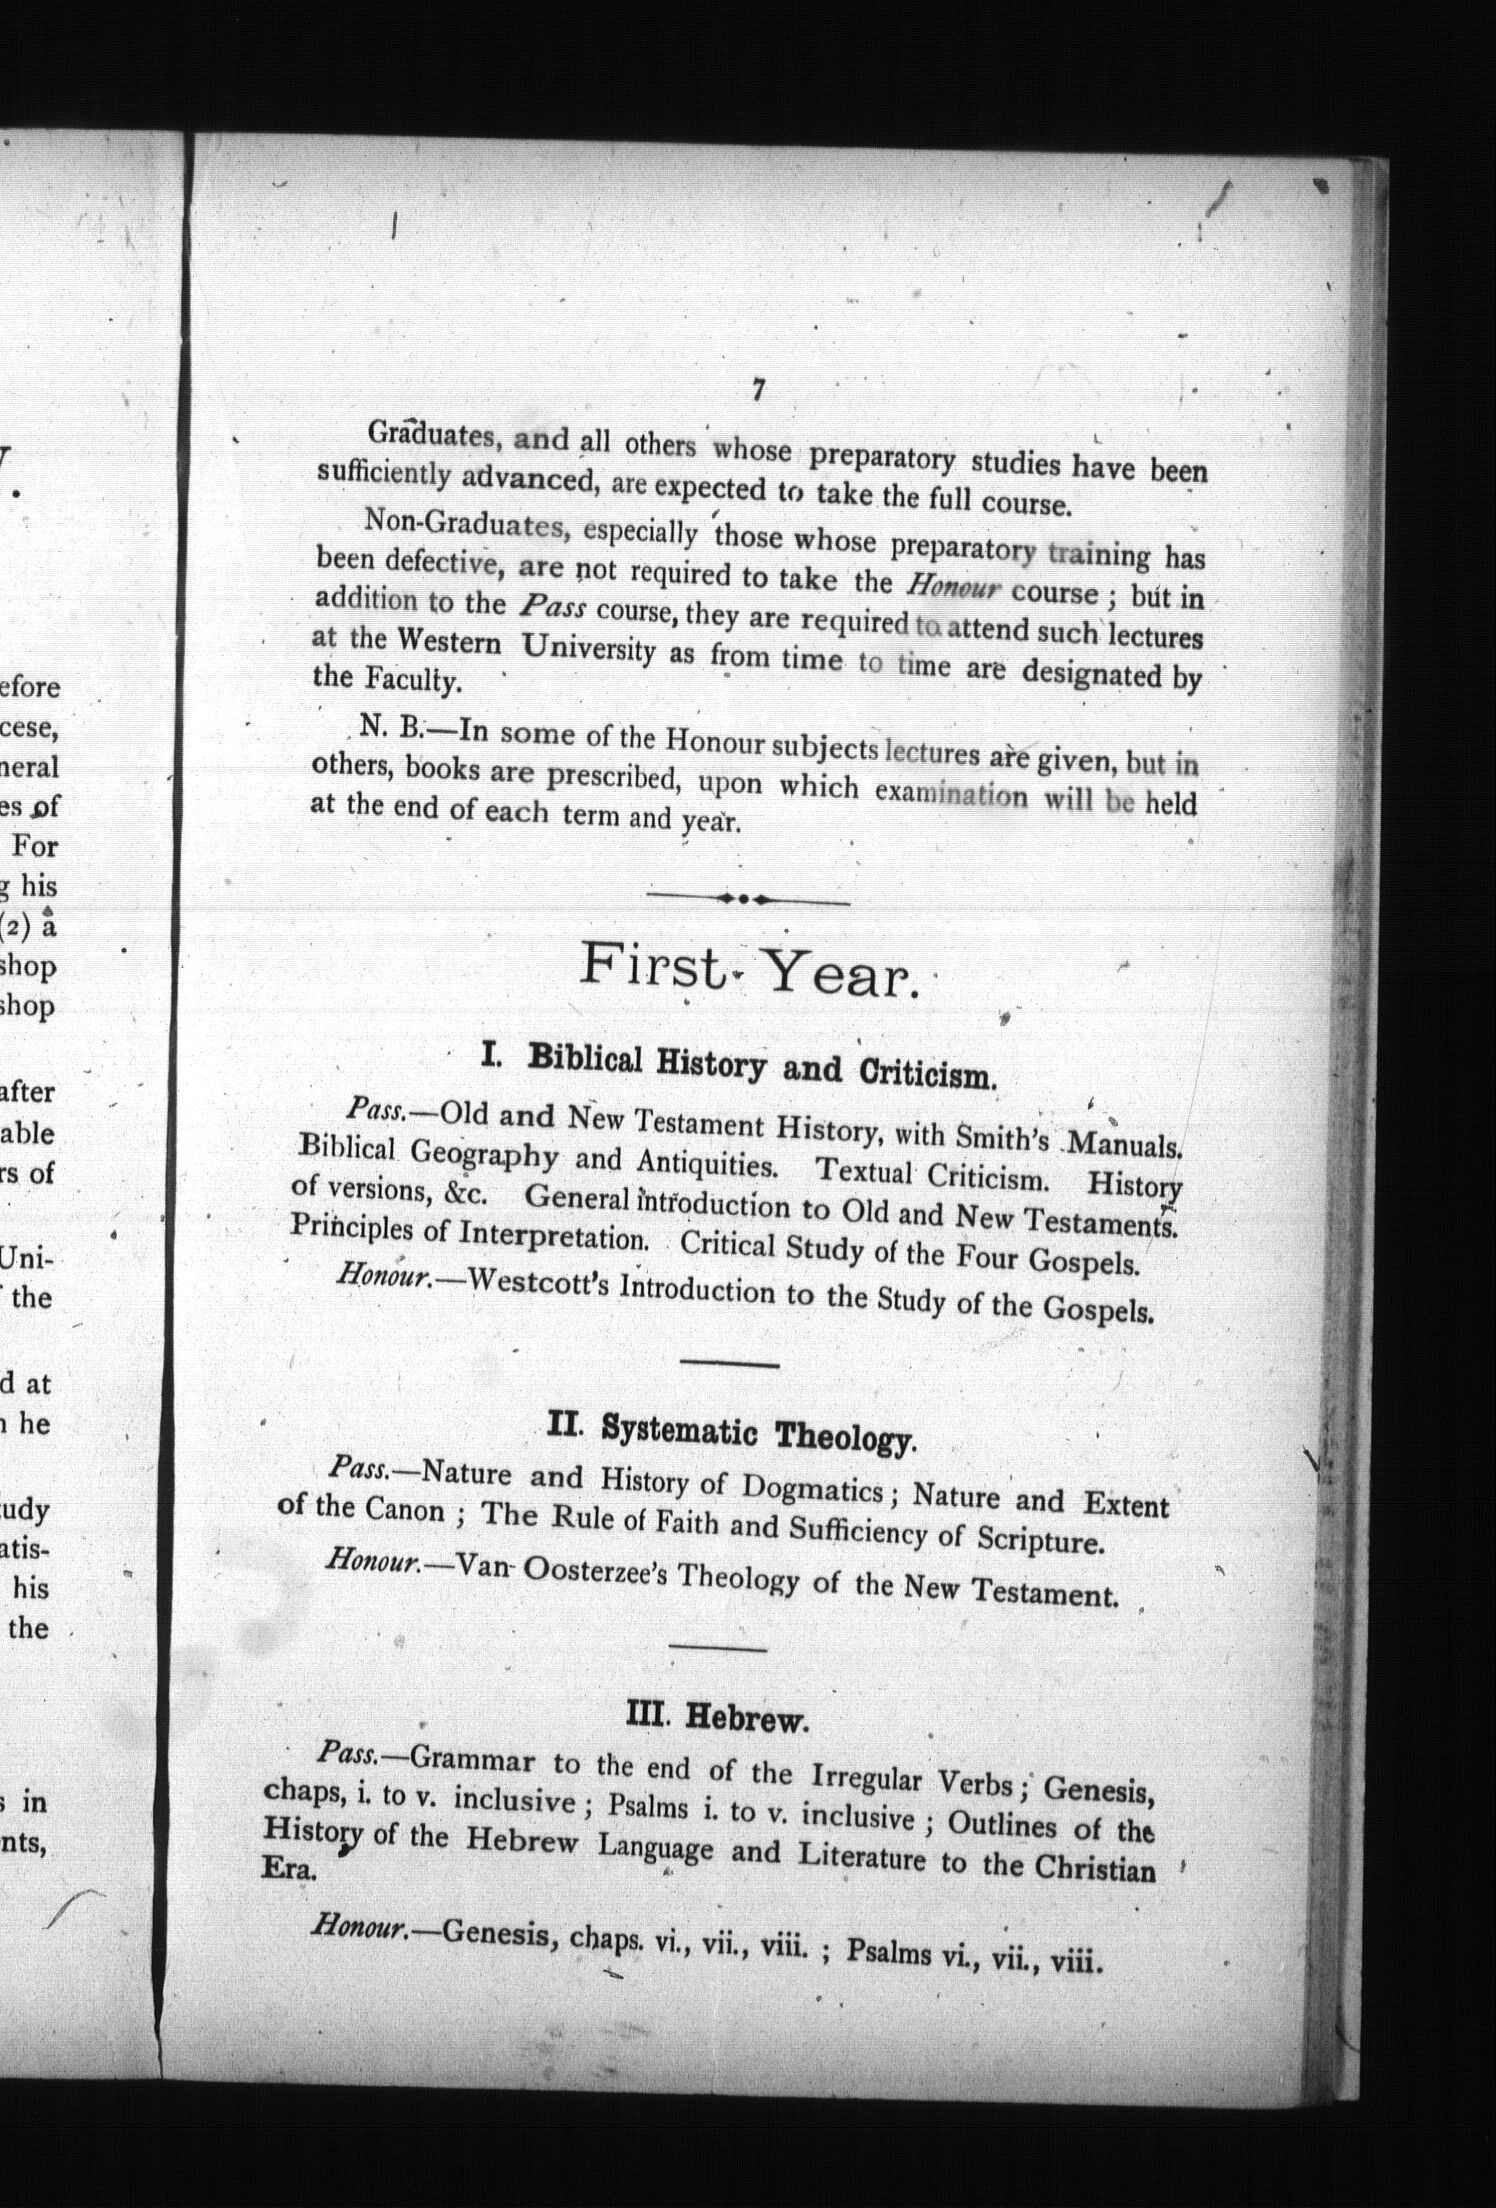 efore
cese,
neral
es of
For
g his
(2) a
shop
shop
after
able
rs of
Uni-
the
d at
he
tudy
atis-
his
the
s in
nts,
7
Graduates, and all others whose preparatory studies have been
sufficiently advanced, are expected to take the full course.
Non-Graduates, especially those whose preparatory training has
been defective, are not required to take the Honour course ; but in
addition to the Pass course, they are required to attend such lectures
at the Western University as from time to time are designated by
the Faculty.
N. B.—In some of the Honour subjects lectures are given, but in
others, books are prescribed, upon which examination will be held
at the end of each term and year.
First Year.
I. Biblical History and Criticism.
Pass.—Old and New Testament History, with Smith's Manuals.
Biblical Geography and Antiquities. Textual Criticism. History
of versions, &c. General introduction to Old and New Testaments.
Principles of Interpretation. Critical Study of the Four Gospels.
Honour.—Westcott's Introduction to the Study of the Gospels.
II. Systematic Theology.
Pass.—Nature and History of Dogmatics ; Nature and Extent
of the Canon ; The Rule of Faith and Sufficiency of Scripture.
Honour.—Van Oosterzee's Theology of the New Testament.
III. Hebrew.
Pass.—Grammar to the end of the Irregular Verbs ; Genesis,
chaps, i. to v. inclusive ; Psalms i. to v. inclusive ; Outlines of the
History of the Hebrew Language and Literature to the Christian
Era.
Honour.—Genesis, chaps. vi., vii., viii. ; Psalms vi., vii., viii.